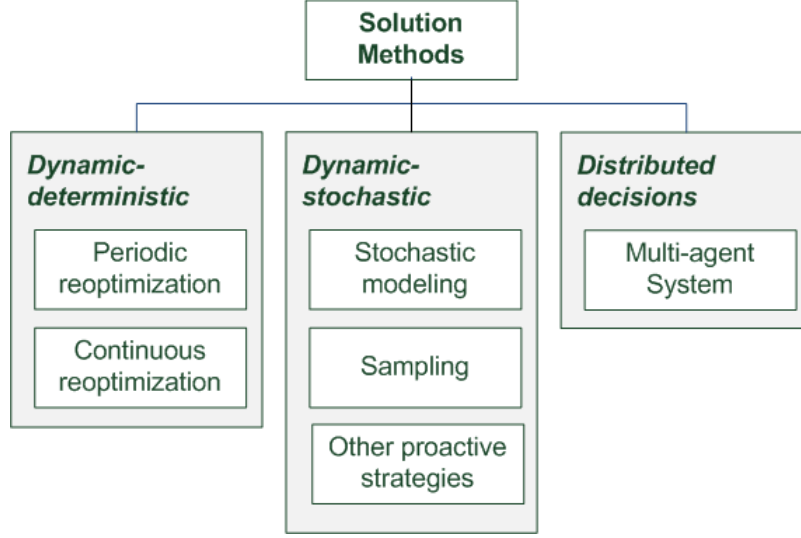 Solution
Methods
Dynamic-
deterministic
Periodic
reoptimization
Continuous
reoptimization
Dynamic-
stochastic
Stochastic
modeling
Sampling
Other proactive
strategies
Distributed
decisions
Multi-agent
System